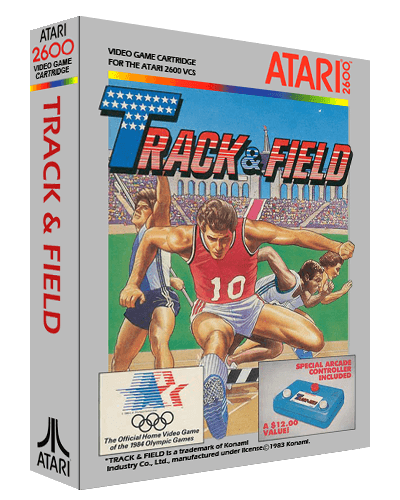 ATARI
2600
VIDEO GAME
CARTRIDGE
TRACK & FIELD
ATARI
VIDEO GAME CARTRIDGE
FOR THE ATARI 2600 VCS
ATARI
2600
TRACK & FIELD
10
The Official Home Video Game
of the 1984 Olympic Games
SPECIAL ARCADE
CONTROLLER
INCLUDED
A $12.00
VALUE!
"TRACK & FIELD is a trademark of Konami
Industry Co., Ltd., manufactured under license©1983 Konami.